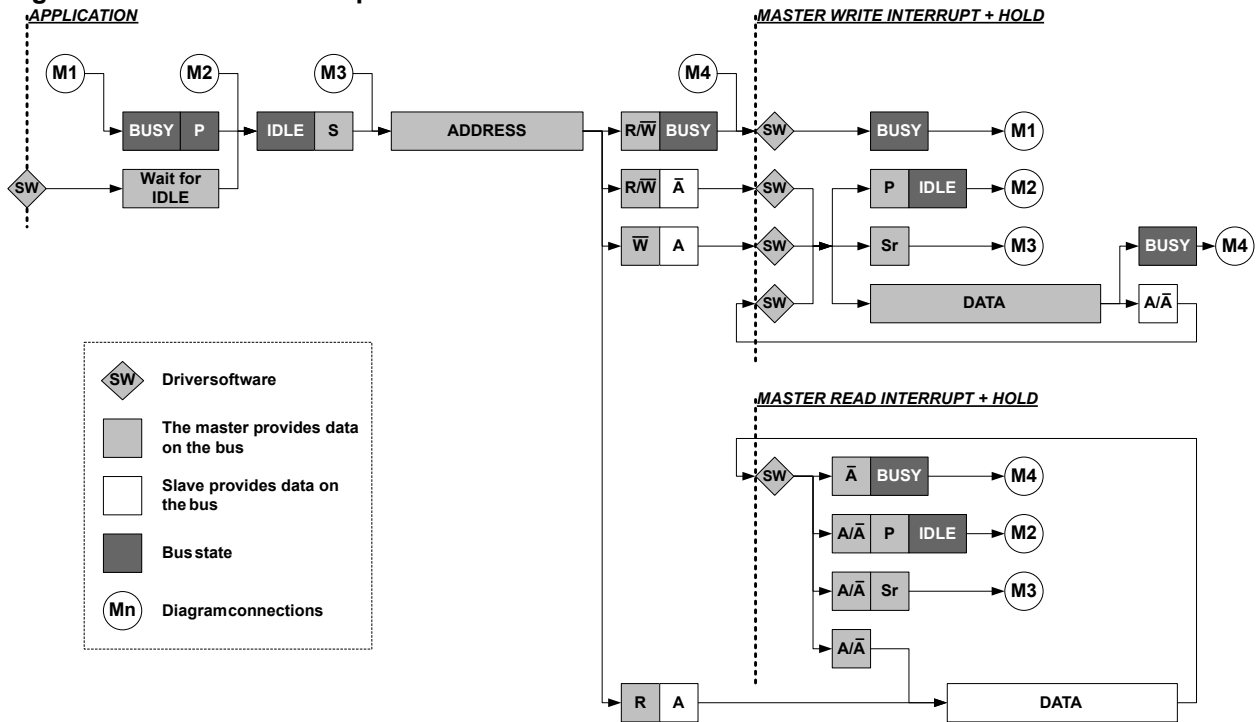 APPLICATION
MASTER WRITE INTERRUPT + HOLD
M1
M2
M3
M4
BUSY P
IDLE S
ADDRESS
R/W̅ BUSY
SW
BUSY
M1
SW
Wait for
IDLE
R/W̅ A̅
SW
P IDLE
M2
W̅ A
SW
Sr
M3
BUSY
M4
SW
DATA
A/A̅
SW
Driversoftware
The master provides data
on the bus
Slave provides data on
the bus
Bus state
Mn
Diagramconnections
MASTER READ INTERRUPT + HOLD
SW
A̅ BUSY
M4
A/A̅ P IDLE
M2
A/A̅ Sr
M3
A/A̅
R A
DATA